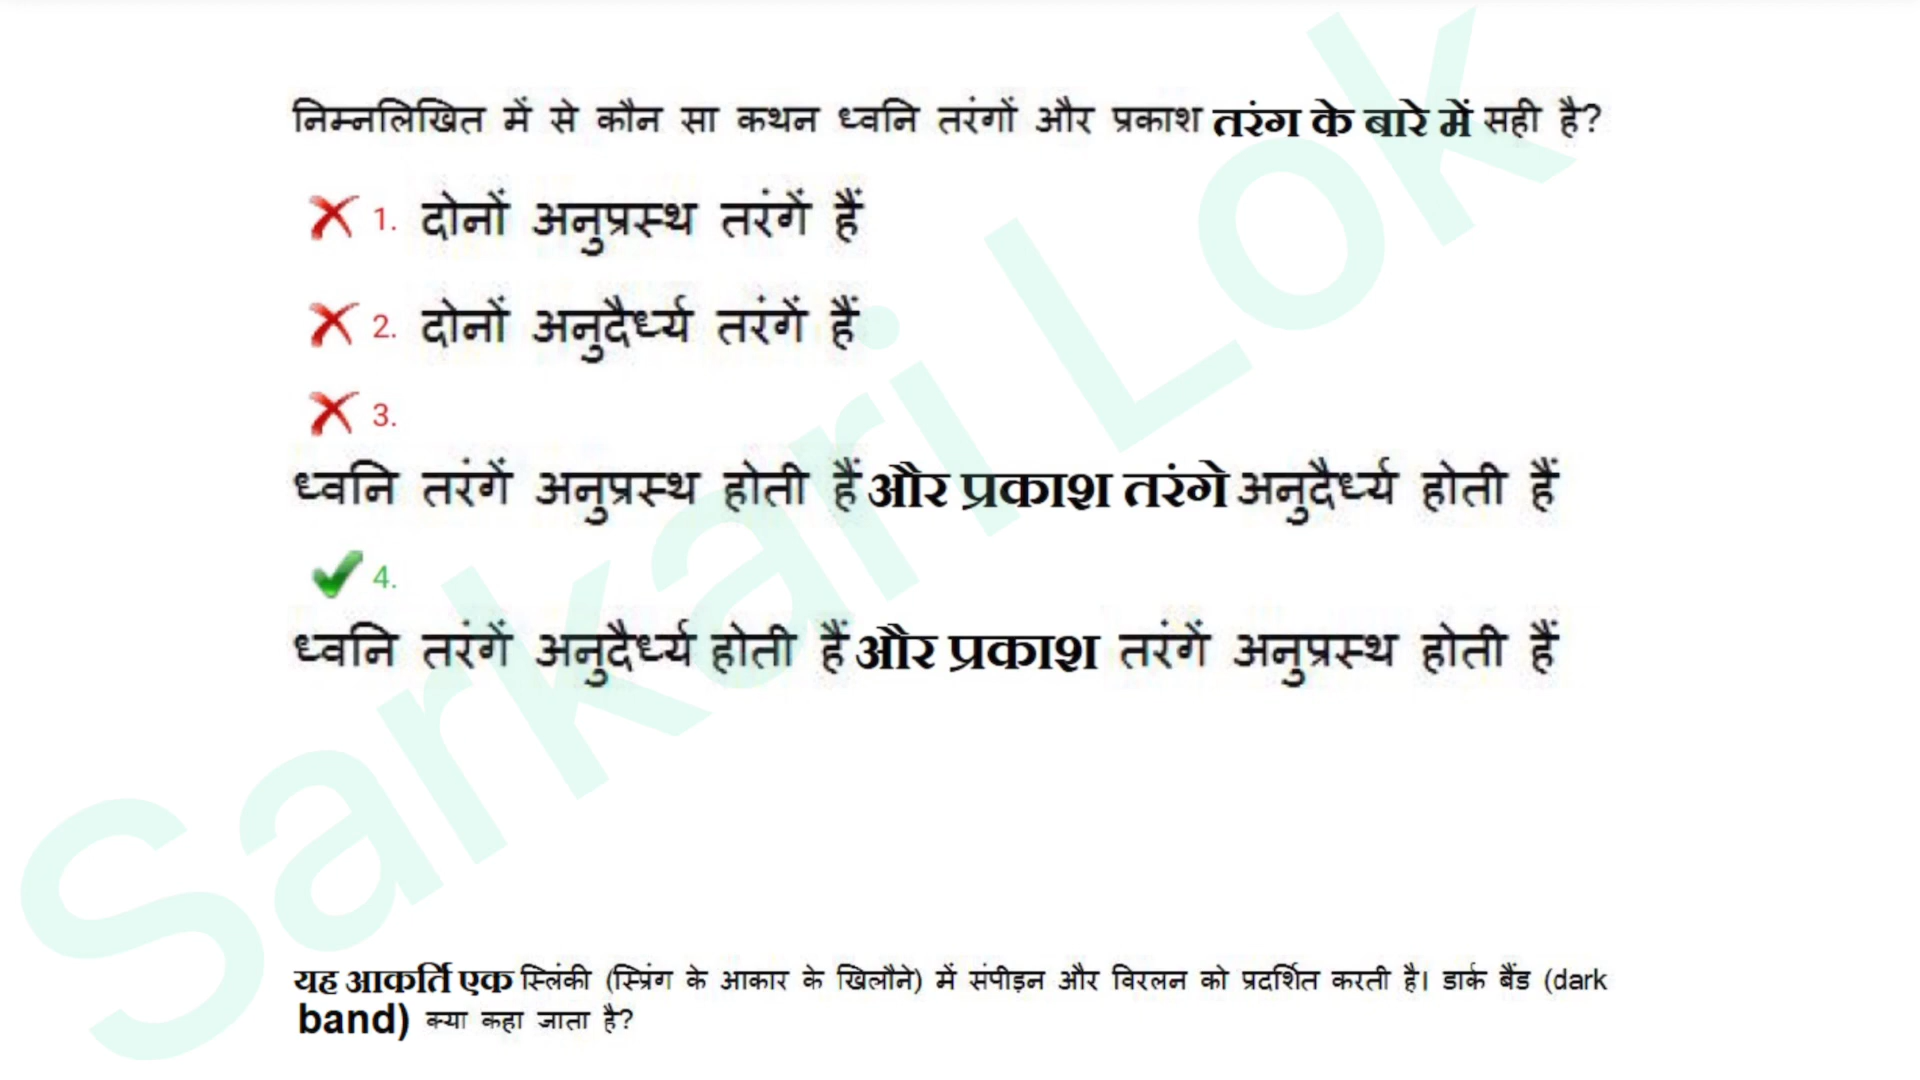 निम्नलिखित में से कौन सा कथन ध्वनि तरंगों और प्रकाश तरंग के बारे में सही है?
1. दोनों अनुप्रस्थ तरंगें हैं
2. दोनों अनुदैर्ध्य तरंगें हैं
3.
ध्वनि तरंगें अनुप्रस्थ होती हैं और प्रकाश तरंगे अनुदैर्ध्य होती हैं
4.
ध्वनि तरंगें अनुदैर्ध्य होती हैं और प्रकाश तरंगें अनुप्रस्थ होती हैं
यह आकर्ति एक स्लिंकी (स्प्रिंग के आकार के खिलौने) में संपीड़न और विरलन को प्रदर्शित करती है। डार्क बैंड (dark
band) क्या कहा जाता है?
Sarkari Lok